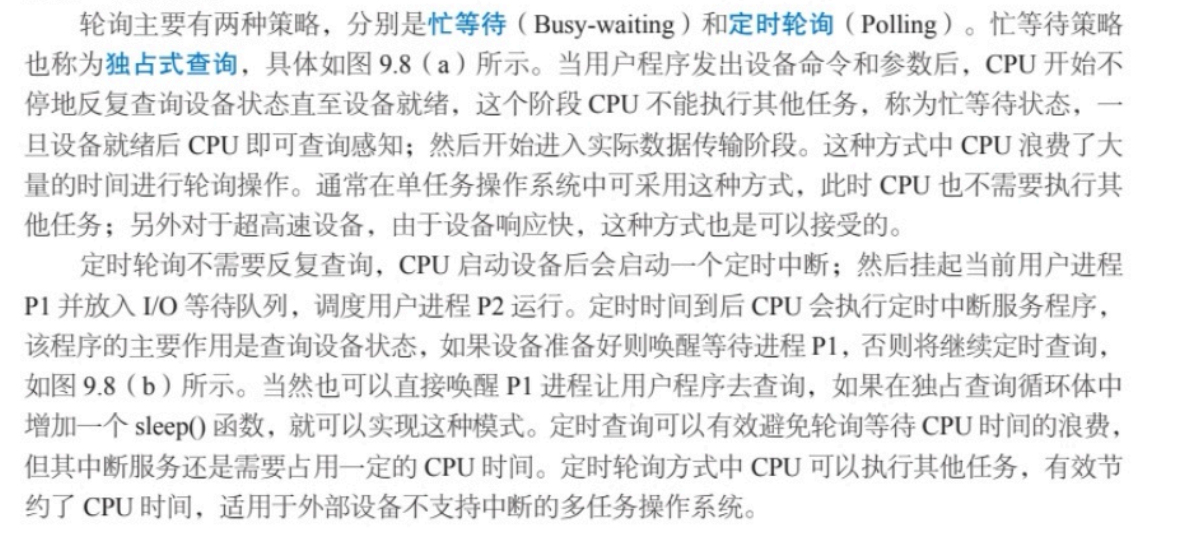 轮询主要有两种策略，分别是忙等待（Busy-waiting）和定时轮询（Polling）。忙等待策略
也称为独占式查询，具体如图 9.8（a）所示。当用户程序发出设备命令和参数后，CPU 开始不
停地反复查询设备状态直至设备就绪，这个阶段 CPU 不能执行其他任务，称为忙等待状态，一
旦设备就绪后 CPU 即可查询感知；然后开始进入实际数据传输阶段。这种方式中 CPU 浪费了大
量的时间进行轮询操作。通常在单任务操作系统中可采用这种方式，此时 CPU 也不需要执行其
他任务；另外对于超高速设备，由于设备响应快，这种方式也是可以接受的。
定时轮询不需要反复查询，CPU 启动设备后会启动一个定时中断；然后挂起当前用户进程
P1 并放入 I/O 等待队列，调度用户进程 P2 运行。定时时间到后 CPU 会执行定时中断服务程序，
该程序的主要作用是查询设备状态，如果设备准备好则唤醒等待进程 P1，否则将继续定时查询，
如图 9.8（b）所示。当然也可以直接唤醒 P1 进程让用户程序去查询，如果在独占查询循环体中
增加一个 sleep() 函数，就可以实现这种模式。定时查询可以有效避免轮询等待 CPU 时间的浪费，
但其中断服务还是需要占用一定的 CPU 时间。定时轮询方式中 CPU 可以执行其他任务，有效节
约了 CPU 时间，适用于外部设备不支持中断的多任务操作系统。